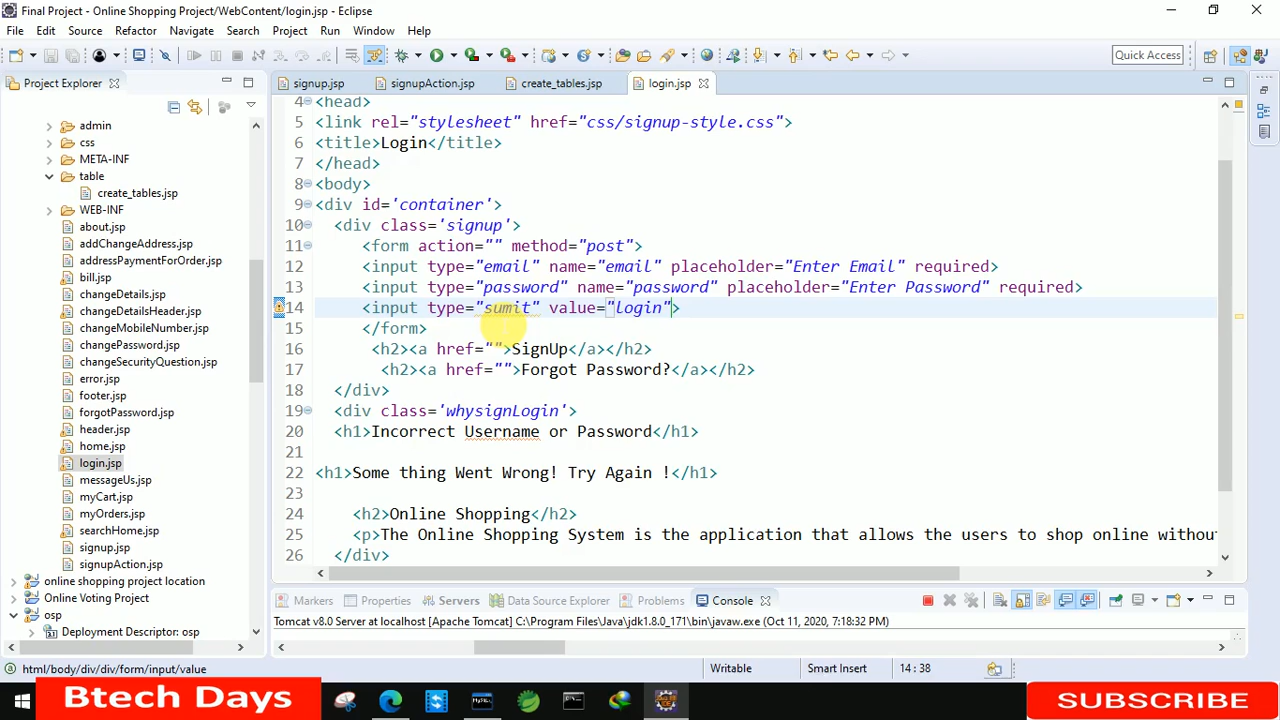 Final Project - Online Shopping Project/WebContent/login.jsp - Eclipse
File Edit Source Refactor Navigate Search Project Run Window Help
Quick Access
Project Explorer
signup.jsp signupAction.jsp create_tables.jsp login.jsp
admin
css
META-INF
table
create_tables.jsp
WEB-INF
about.jsp
addChangeAddress.jsp
addressPaymentForOrder.jsp
bill.jsp
changeDetails.jsp
changeDetailsHeader.jsp
changeMobileNumber.jsp
changePassword.jsp
changeSecurityQuestion.jsp
error.jsp
footer.jsp
forgotPassword.jsp
header.jsp
home.jsp
login.jsp
messageUs.jsp
myCart.jsp
myOrders.jsp
searchHome.jsp
signup.jsp
signupAction.jsp
online shopping project location
Online Voting Project
osp
Deployment Descriptor: osp
4 <head>
5 <link rel="stylesheet" href="css/signup-style.css">
6 <title>Login</title>
7 </head>
8 <body>
9 <div id='container'>
10 <div class='signup'>
11 <form action="" method="post">
12 <input type="email" name="email" placeholder="Enter Email" required>
13 <input type="password" name="password" placeholder="Enter Password" required>
14 <input type="sumit" value="login">
15 </form>
16 <h2><a href="">SignUp</a></h2>
17 <h2><a href="">Forgot Password?</a></h2>
18 </div>
19 <div class='whysignLogin'>
20 <h1>Incorrect Username or Password</h1>
21
22 <h1>Some thing Went Wrong! Try Again !</h1>
23
24 <h2>Online Shopping</h2>
25 <p>The Online Shopping System is the application that allows the users to shop online withou
26 </div>
Markers Properties Servers Data Source Explorer Problems Console
Tomcat v8.0 Server at localhost [Apache Tomcat] C:\Program Files\Java\jdk1.8.0_171\bin\javaw.exe (Oct 11, 2020, 7:18:32 PM)
html/body/div/div/form/input/value
Writable Smart Insert 14 : 38
Btech Days
SUBSCRIBE